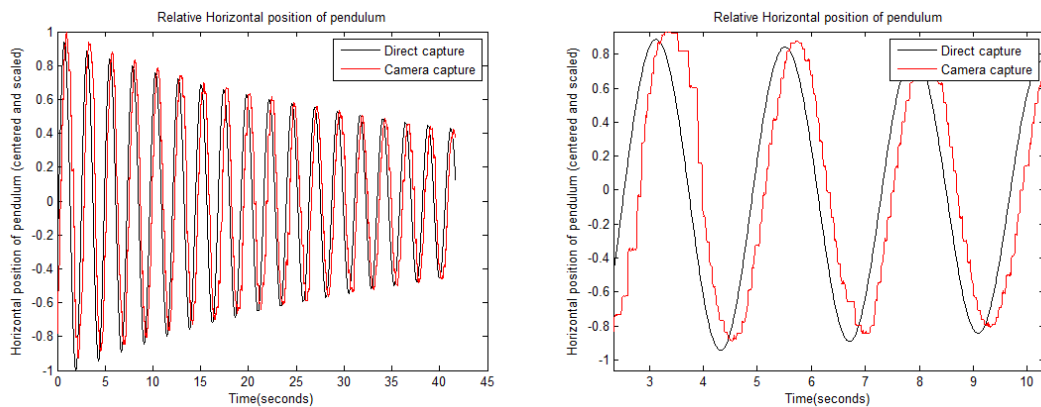 Relative Horizontal position of pendulum
Horizontal position of pendulum (centered and scaled)
1
0.8
0.6
0.4
0.2
0
-0.2
-0.4
-0.6
-0.8
-1
Direct capture
Camera capture
0 5 10 15 20 25 30 35 40 45
Time(seconds)
Relative Horizontal position of pendulum
Horizontal position of pendulum (centered and scaled)
0.8
0.6
0.4
0.2
0
-0.2
-0.4
-0.6
-0.8
-1
Direct capture
Camera capture
3 4 5 6 7 8 9 10
Time(seconds)